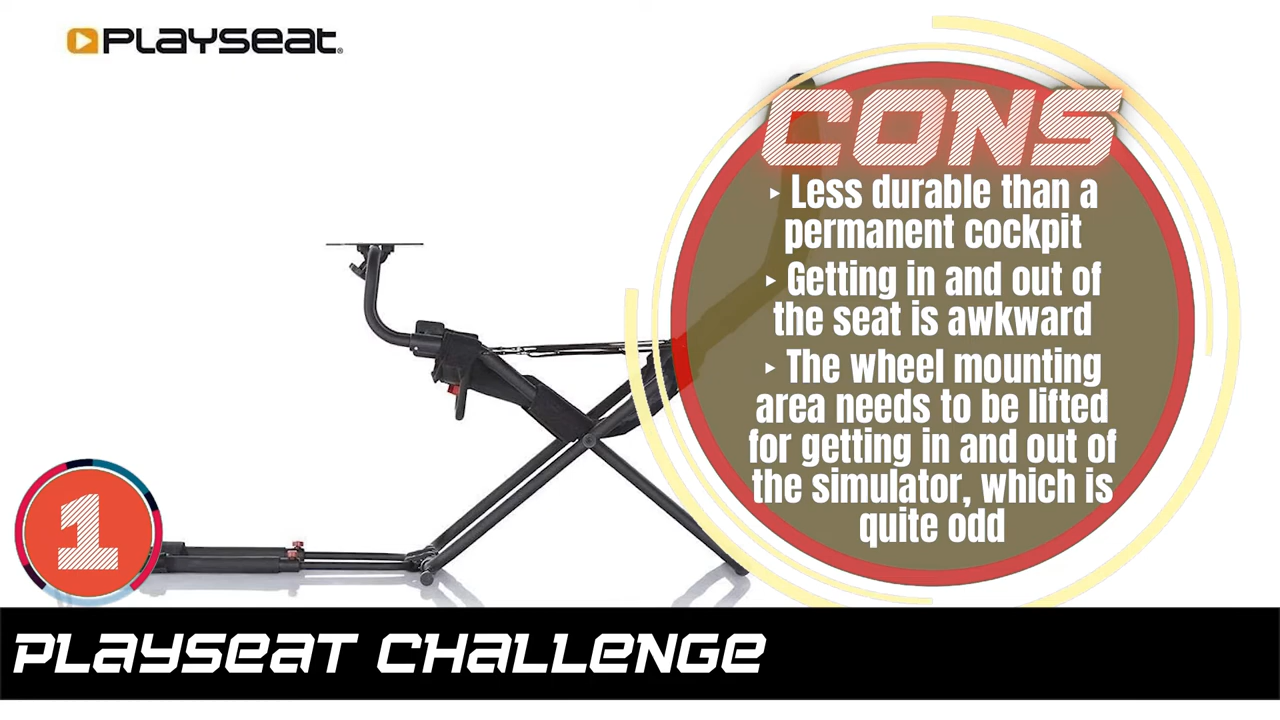 PLAYSEAT®
CONS
‣ Less durable than a
permanent cockpit
‣ Getting in and out of
the seat is awkward
‣ The wheel mounting
area needs to be lifted
for getting in and out of
the simulator, which is
quite odd
1
PLAYSEAT CHALLENGE